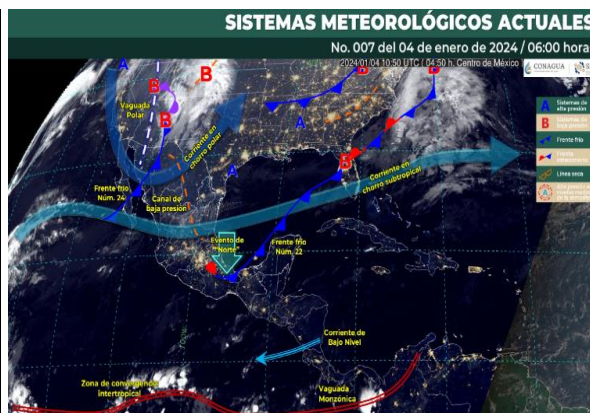 SISTEMAS METEOROLÓGICOS ACTUALES
No. 007 del 04 de enero de 2024 / 06:00 horas
2024/01/04 10:50 UTC / 04:50 h. Centro de México
CONAGUA
A
B
B
B
B
B
Vaguada
Polar
Corriente en
chorro polar
A
A
B
Sistemas de
alta presión
Sistemas de
baja presión
Frente frío
Frente
estacionario
Línea seca
Frente frío
Núm. 24
Canal de
baja presión
Corriente en
chorro subtropical
Evento de
"Norte"
Frente frío
Núm. 22
Corriente de
Bajo Nivel
Zona de convergencia
intertropical
Vaguada
Monzónica